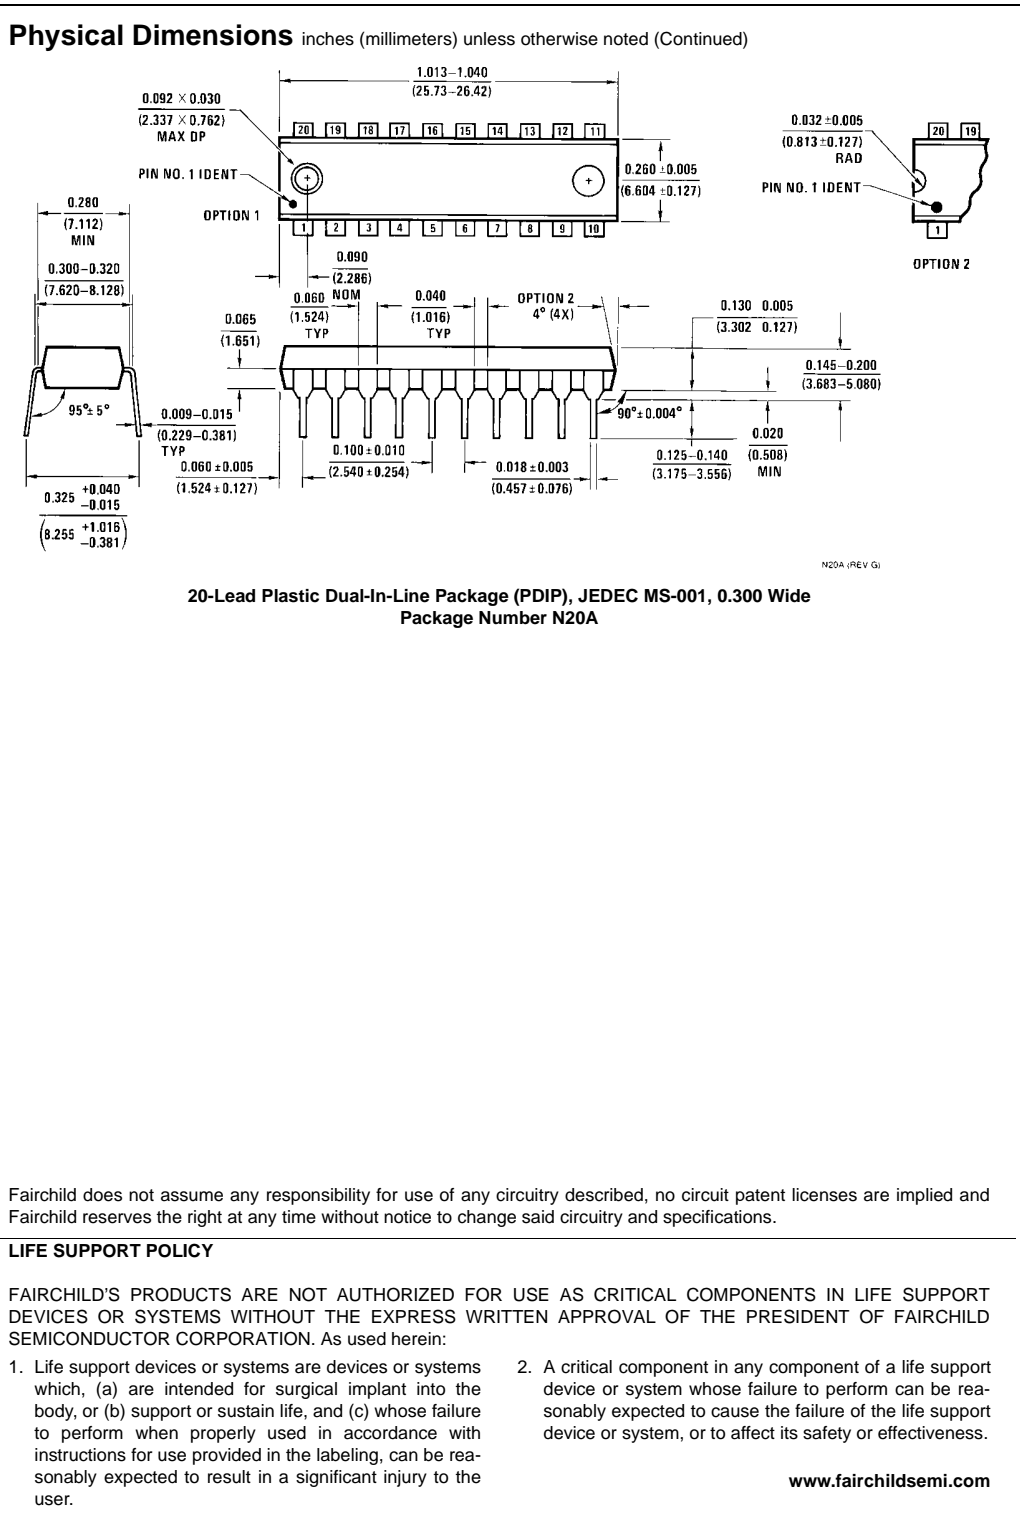 Physical Dimensions inches (millimeters) unless otherwise noted (Continued)
1.013–1.040
(25.73–26.42)
0.092 × 0.030
(2.337 × 0.762)
MAX DP
20 19 18 17 16 15 14 13 12 11
0.032 ±0.005
(0.813 ±0.127)
RAD
20 19
PIN NO. 1 IDENT
0.260 ±0.005
(6.604 ±0.127)
PIN NO. 1 IDENT
OPTION 1
1 2 3 4 5 6 7 8 9 10
1
OPTION 2
0.280
(7.112)
MIN
0.090
(2.286)
NOM
0.300–0.320
(7.620–8.128)
0.060
(1.524)
TYP
0.040
(1.016)
TYP
OPTION 2
4° (4X)
0.130 0.005
(3.302 0.127)
0.065
(1.651)
0.145–0.200
(3.683–5.080)
95°± 5°
0.009–0.015
(0.229–0.381)
TYP
90°± 0.004°
0.020
(0.508)
MIN
0.100 ± 0.010
(2.540 ± 0.254)
0.125–0.140
(3.175–3.556)
0.060 ± 0.005
(1.524 ± 0.127)
0.018 ± 0.003
(0.457 ± 0.076)
0.325 +0.040 –0.015
(8.255 +1.016 –0.381)
N20A (REV G)
20-Lead Plastic Dual-In-Line Package (PDIP), JEDEC MS-001, 0.300 Wide
Package Number N20A
Fairchild does not assume any responsibility for use of any circuitry described, no circuit patent licenses are implied and
Fairchild reserves the right at any time without notice to change said circuitry and specifications.
LIFE SUPPORT POLICY
FAIRCHILD'S PRODUCTS ARE NOT AUTHORIZED FOR USE AS CRITICAL COMPONENTS IN LIFE SUPPORT
DEVICES OR SYSTEMS WITHOUT THE EXPRESS WRITTEN APPROVAL OF THE PRESIDENT OF FAIRCHILD
SEMICONDUCTOR CORPORATION. As used herein:
1. Life support devices or systems are devices or systems
which, (a) are intended for surgical implant into the
body, or (b) support or sustain life, and (c) whose failure
to perform when properly used in accordance with
instructions for use provided in the labeling, can be rea-
sonably expected to result in a significant injury to the
user.
2. A critical component in any component of a life support
device or system whose failure to perform can be rea-
sonably expected to cause the failure of the life support
device or system, or to affect its safety or effectiveness.
www.fairchildsemi.com